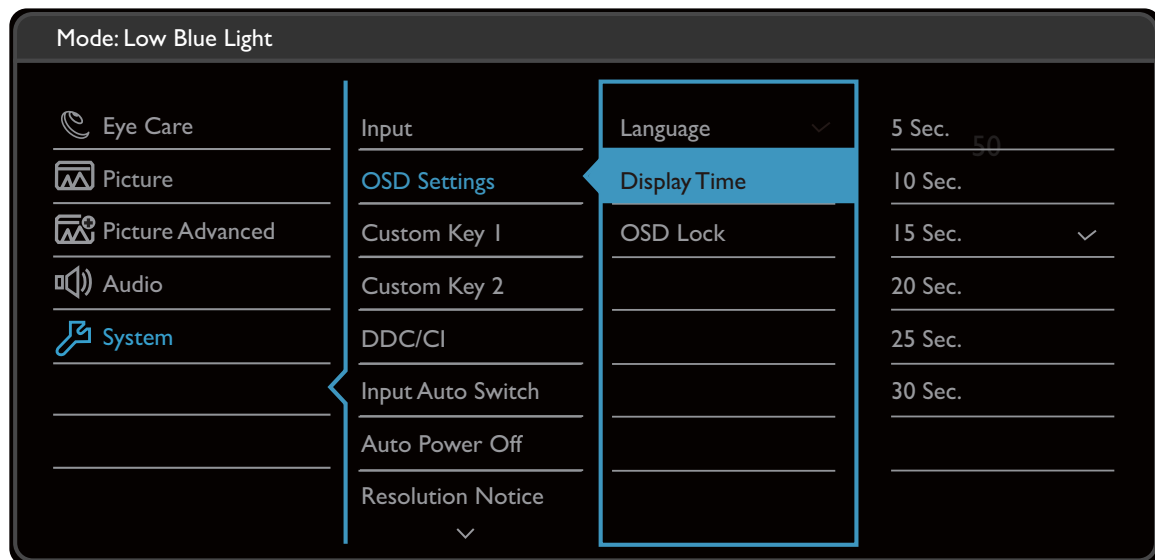 Mode: Low Blue Light
Eye Care
Picture
Picture Advanced
Audio
System
Input
OSD Settings
Custom Key 1
Custom Key 2
DDC/CI
Input Auto Switch
Auto Power Off
Resolution Notice
Language
Display Time
OSD Lock
5 Sec.
50
10 Sec.
15 Sec.
20 Sec.
25 Sec.
30 Sec.